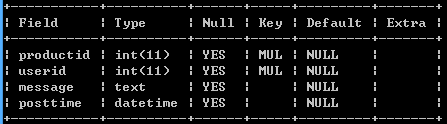 Field | Type | Null | Key | Default | Extra
productid | int(11) | YES | MUL | NULL |
userid | int(11) | YES | MUL | NULL |
message | text | YES | | NULL |
posttime | datetime | YES | | NULL |